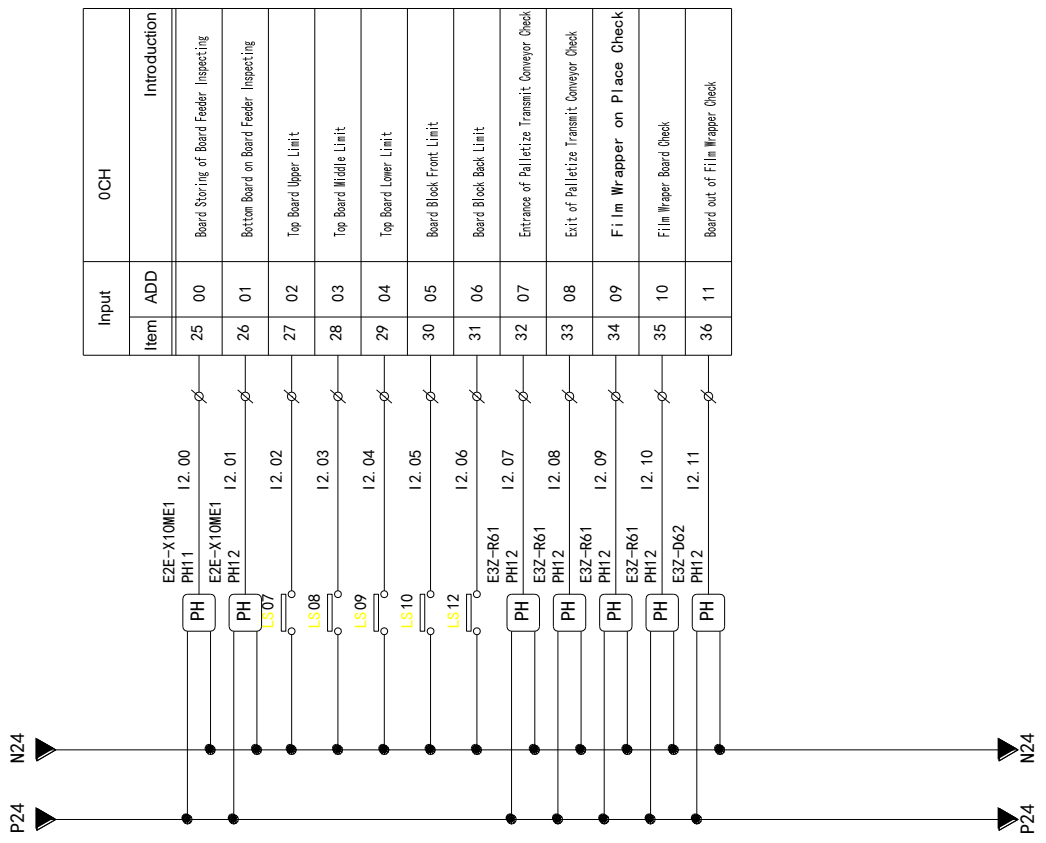 Input
0CH
Item
ADD
Introduction
25
00
Board Storing of Board Feeder Inspecting
26
01
Bottom Board on Board Feeder Inspecting
27
02
Top Board Upper Limit
28
03
Top Board Middle Limit
29
04
Top Board Lower Limit
30
05
Board Block Front Limit
31
06
Board Block Back Limit
32
07
Entrance of Palletize Transmit Conveyor Check
33
08
Exit of Palletize Transmit Conveyor Check
34
09
Film Wrapper on Place Check
35
10
Film Wraper Board Check
36
11
Board out of Film Wrapper Check
I2.00
I2.01
I2.02
I2.03
I2.04
I2.05
I2.06
I2.07
I2.08
I2.09
I2.10
I2.11
E2E-X10ME1
PH11
E2E-X10ME1
PH12
E3Z-R61
PH12
E3Z-R61
PH12
E3Z-R61
PH12
E3Z-R61
PH12
E3Z-D62
PH12
PH
PH
LS07
LS08
LS09
LS10
LS12
PH
PH
PH
PH
PH
N24
N24
P24
P24